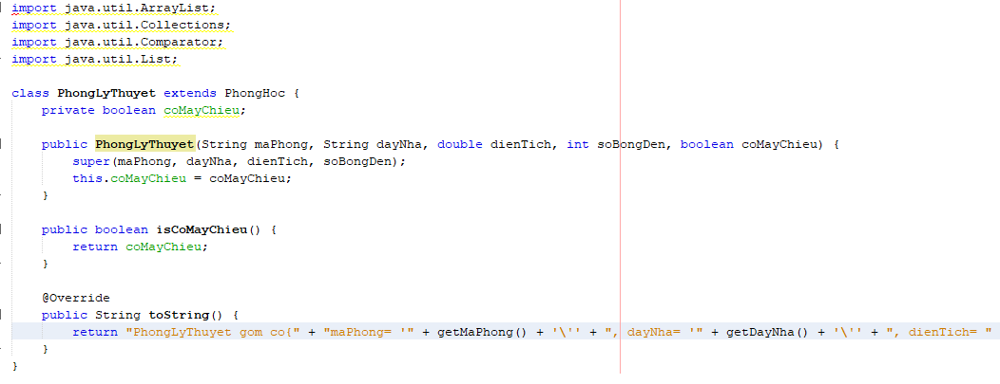 import java.util.ArrayList;
import java.util.Collections;
import java.util.Comparator;
import java.util.List;

class PhongLyThuyet extends PhongHoc {
    private boolean coMayChieu;

    public PhongLyThuyet(String maPhong, String dayNha, double dienTich, int soBongDen, boolean coMayChieu) {
        super(maPhong, dayNha, dienTich, soBongDen);
        this.coMayChieu = coMayChieu;
    }

    public boolean isCoMayChieu() {
        return coMayChieu;
    }

    @Override
    public String toString() {
        return "PhongLyThuyet gom co{" + "maPhong= '" + getMaPhong() + '\'' + ", dayNha= '" + getDayNha() + '\'' + ", dienTich= "
    }
}